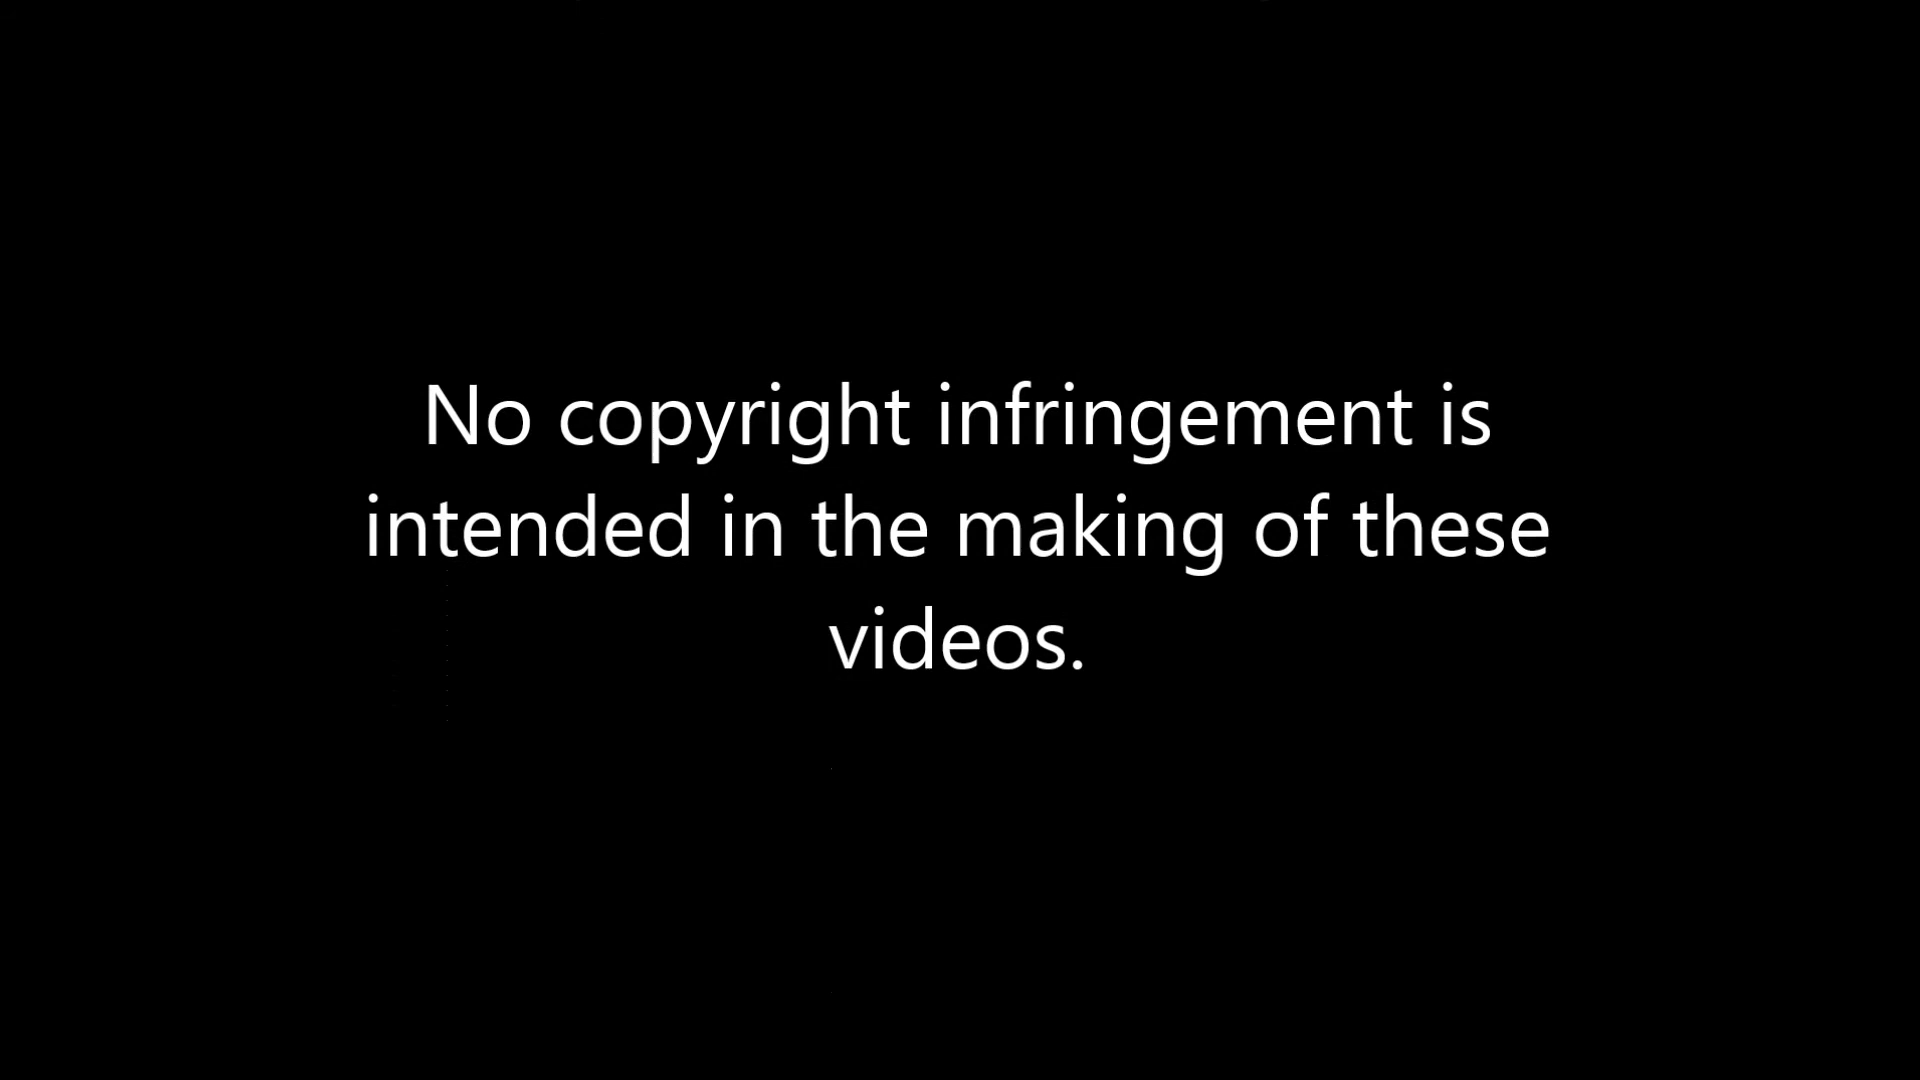 No copyright infringement is
intended in the making of these
videos.